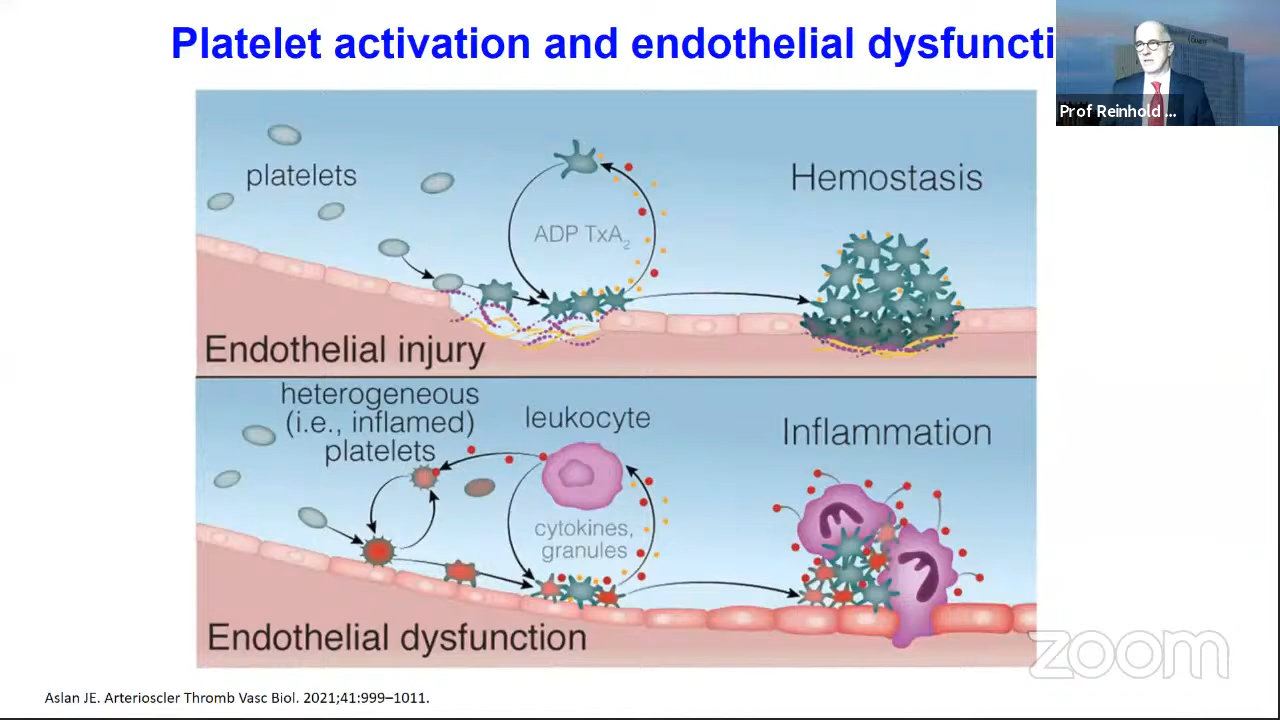 Platelet activation and endothelial dysfuncti
Prof Reinhold ...
platelets
ADP TxA₂
Hemostasis
Endothelial injury
heterogeneous
(i.e., inflamed)
platelets
leukocyte
cytokines,
granules
Inflammation
Endothelial dysfunction
zoom
Aslan JE. Arterioscler Thromb Vasc Biol. 2021;41:999–1011.